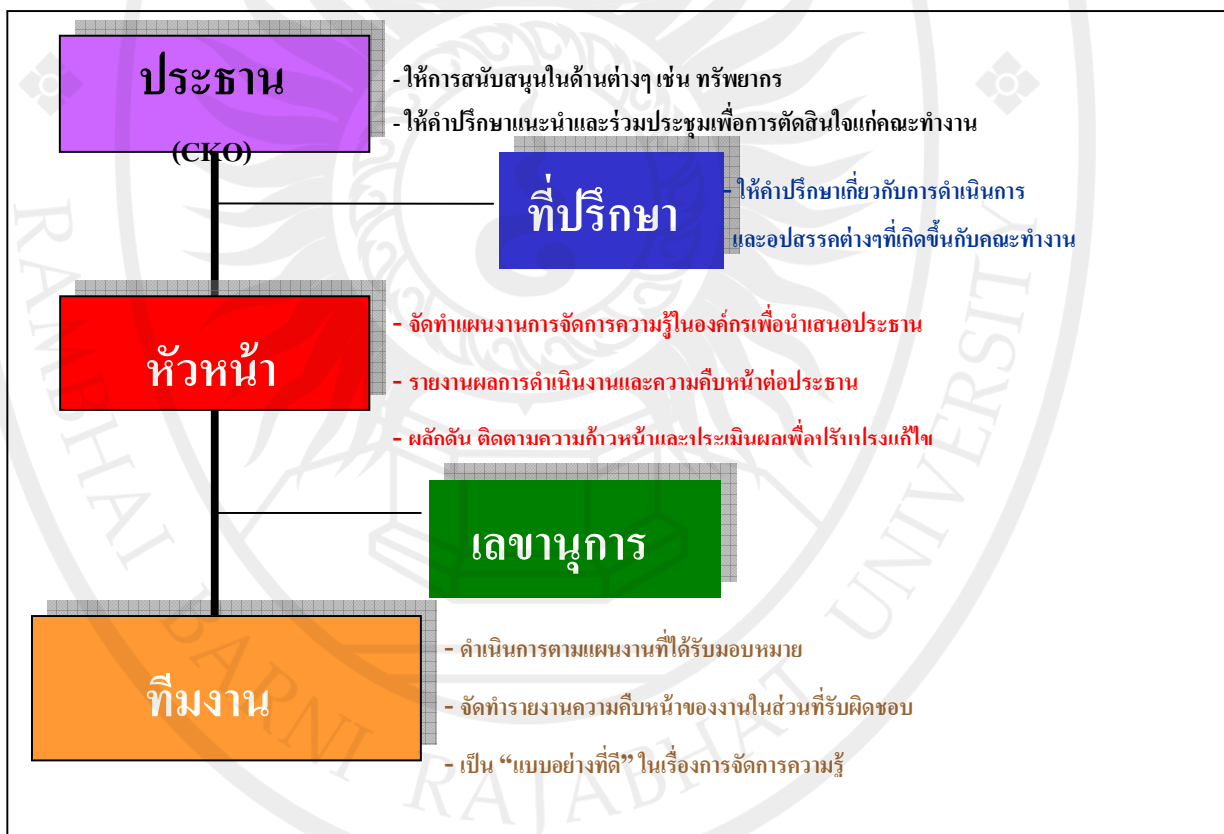 ประธาน
(CKO)
- ให้การสนับสนุนในด้านต่างๆ เช่น ทรัพยากร
- ให้คำปรึกษาแนะนำและร่วมประชุมเพื่อการตัดสินใจแก่คณะทำงาน
ที่ปรึกษา
- ให้คำปรึกษาเกี่ยวกับการดำเนินการ
และอุปสรรคต่างๆที่เกิดขึ้นกับคณะทำงาน
หัวหน้า
- จัดทำแผนงานการจัดการความรู้ในองค์กรเพื่อนำเสนอประธาน
- รายงานผลการดำเนินงานและความคืบหน้าต่อประธาน
- ผลักดัน ติดตามความก้าวหน้าและประเมินผลเพื่อปรับปรุงแก้ไข
เลขานุการ
ทีมงาน
- ดำเนินการตามแผนงานที่ได้รับมอบหมาย
- จัดทำรายงานความคืบหน้าของงานในส่วนที่รับผิดชอบ
- เป็น “แบบอย่างที่ดี” ในเรื่องการจัดการความรู้
RAMBHAI BARNI RAJABHAT UNIVERSITY